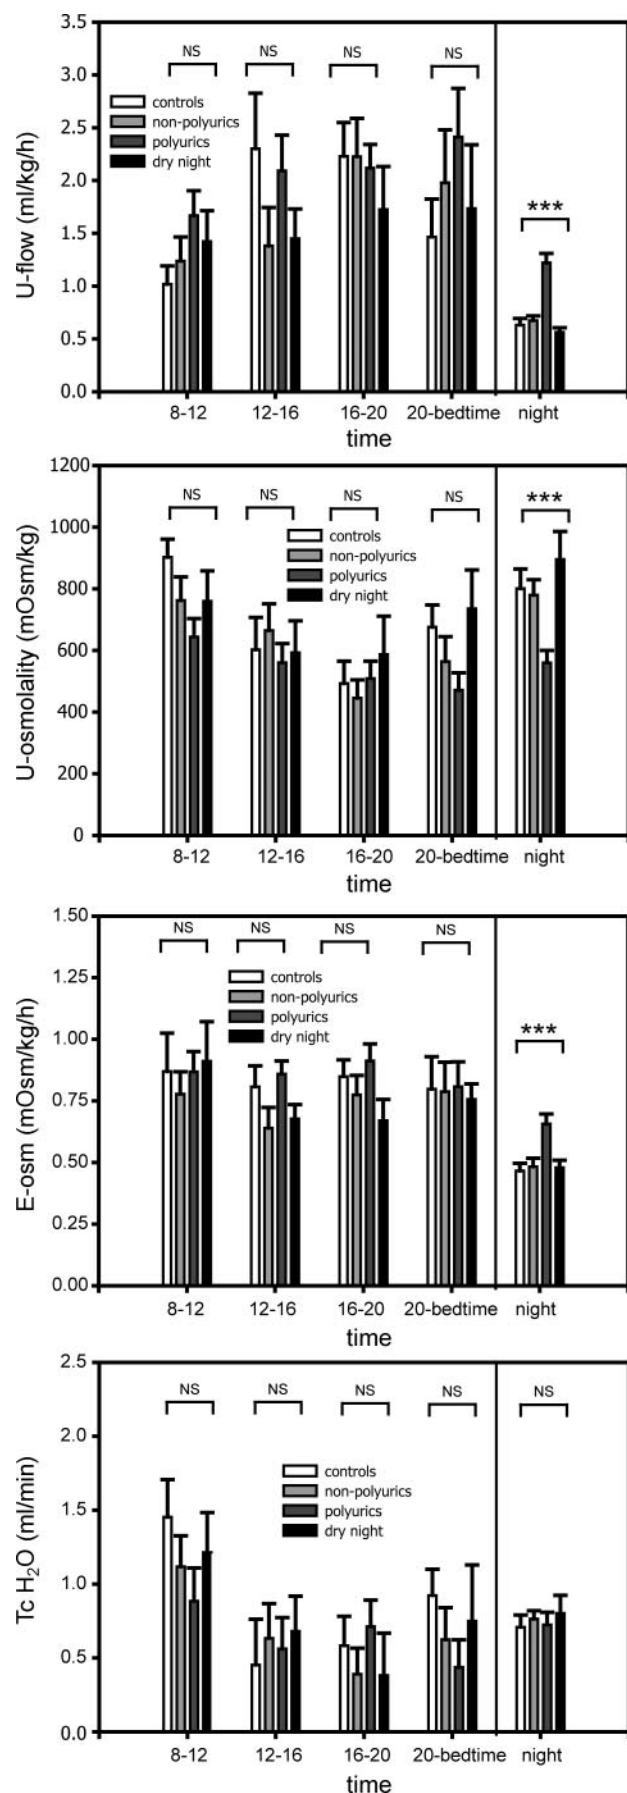 3.5
3.0
2.5
2.0
1.5
1.0
0.5
0.0
U-flow (ml/kg/h)
NS NS NS NS
***
controls
non-polyurics
polyurics
dry night
8-12 12-16 16-20 20-bedtime night
time
1200
1000
800
600
400
200
0
U-osmolality (mOsm/kg)
NS NS NS NS
***
controls
non-polyurics
polyurics
dry night
8-12 12-16 16-20 20-bedtime night
time
1.50
1.25
1.00
0.75
0.50
0.25
0.00
E-osm (mOsm/kg/h)
NS NS NS NS
***
controls
non-polyurics
polyurics
dry night
8-12 12-16 16-20 20-bedtime night
time
2.5
2.0
1.5
1.0
0.5
0.0
Tc H₂O (ml/min)
NS NS NS NS NS
controls
non-polyurics
polyurics
dry night
8-12 12-16 16-20 20-bedtime night
time